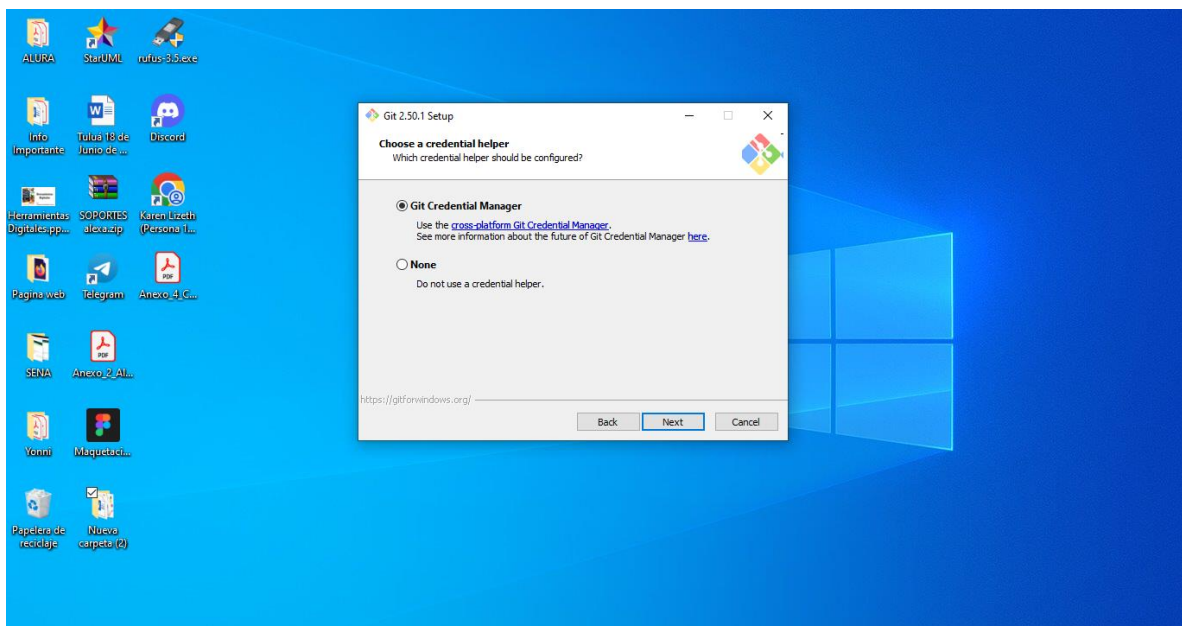 ALURA
StarUML
rufus-3.5.exe
Info
Importante
Tuluá 18 de
Junio de ...
Discord
Herramientas
Digitales.pp...
SOPORTES
alexa.zip
Karen Lizeth
(Persona 1...
Pagina web
Telegram
Anexo_4_C...
SENA
Anexo_2_Al...
Yonni
Maquetaci...
Papelera de
reciclaje
Nueva
carpeta (2)
Git 2.50.1 Setup
Choose a credential helper
Which credential helper should be configured?
Git Credential Manager
Use the cross-platform Git Credential Manager.
See more information about the future of Git Credential Manager here.
None
Do not use a credential helper.
https://gitforwindows.org/
Back
Next
Cancel